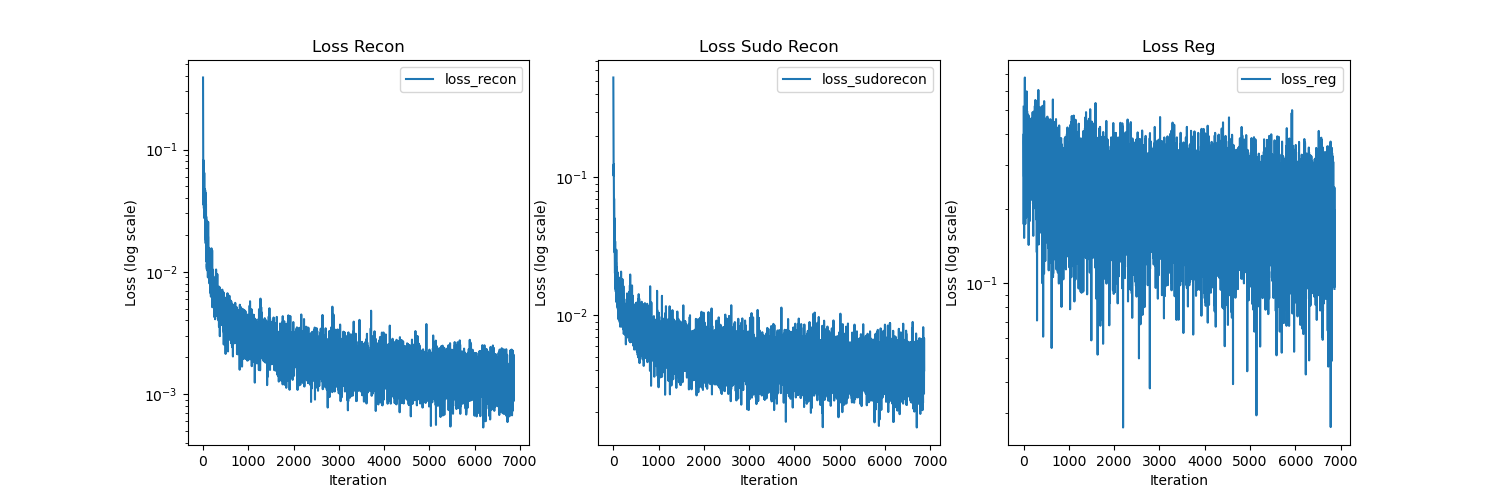 Loss Recon
loss_recon
Loss (log scale)
10⁻¹
10⁻²
10⁻³
0 1000 2000 3000 4000 5000 6000 7000
Iteration
Loss Sudo Recon
loss_sudorecon
Loss (log scale)
10⁻¹
10⁻²
0 1000 2000 3000 4000 5000 6000 7000
Iteration
Loss Reg
loss_reg
Loss (log scale)
10⁻¹
0 1000 2000 3000 4000 5000 6000 7000
Iteration